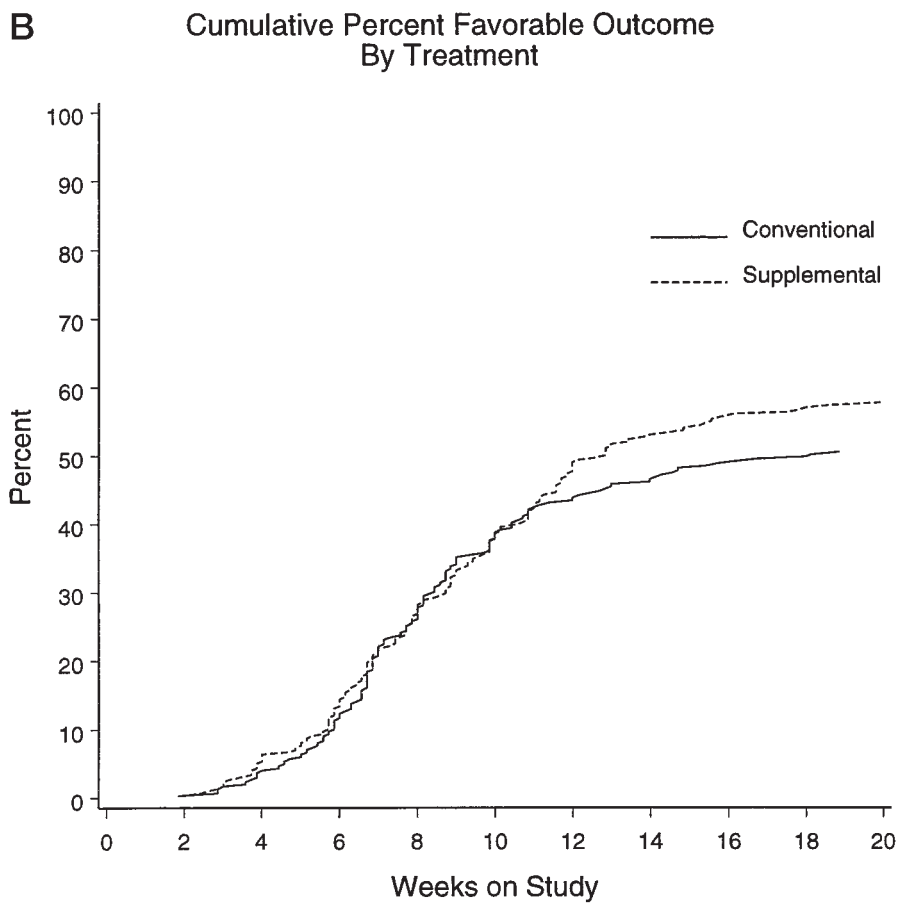 B
Cumulative Percent Favorable Outcome
By Treatment
100
90
80
70
60
50
40
30
20
10
0
Percent
Conventional
Supplemental
0 2 4 6 8 10 12 14 16 18 20
Weeks on Study